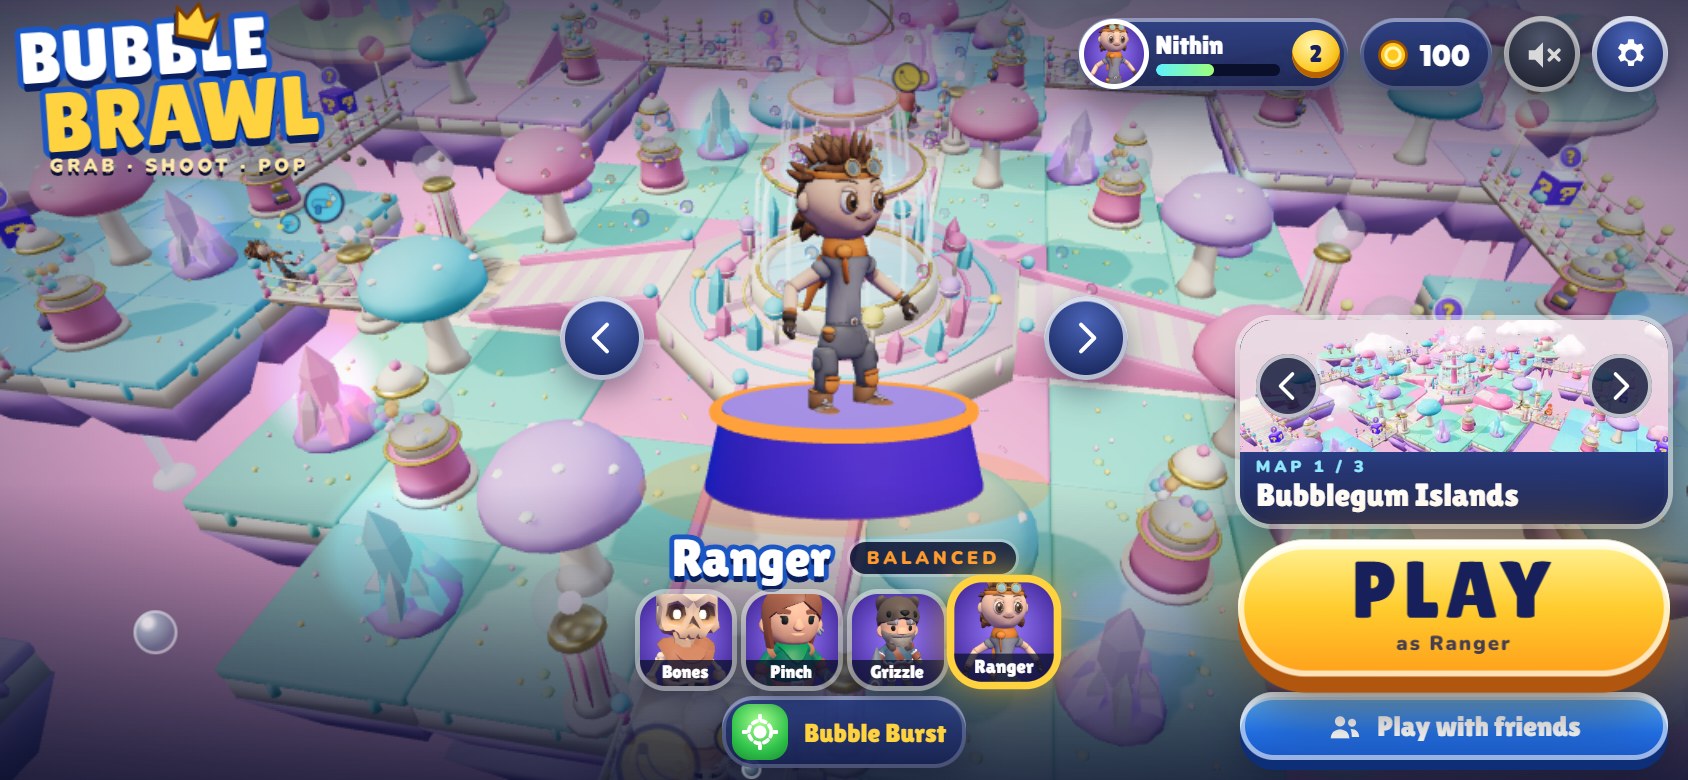 BUBBLE
BRAWL
GRAB · SHOOT · POP
Nithin
2
100
MAP 1 / 3
Bubblegum Islands
Ranger
BALANCED
Bones
Pinch
Grizzle
Ranger
Bubble Burst
PLAY
as Ranger
Play with friends
? ?
?
?
?
? ?
?